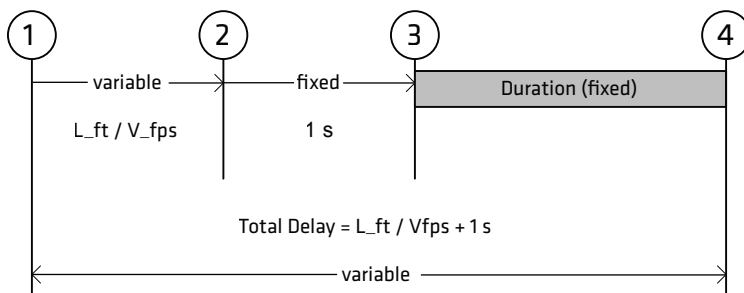 1 2 3 4
variable fixed
Duration (fixed)
L_ft / V_fps 1 s
Total Delay = L_ft / Vfps + 1 s
variable